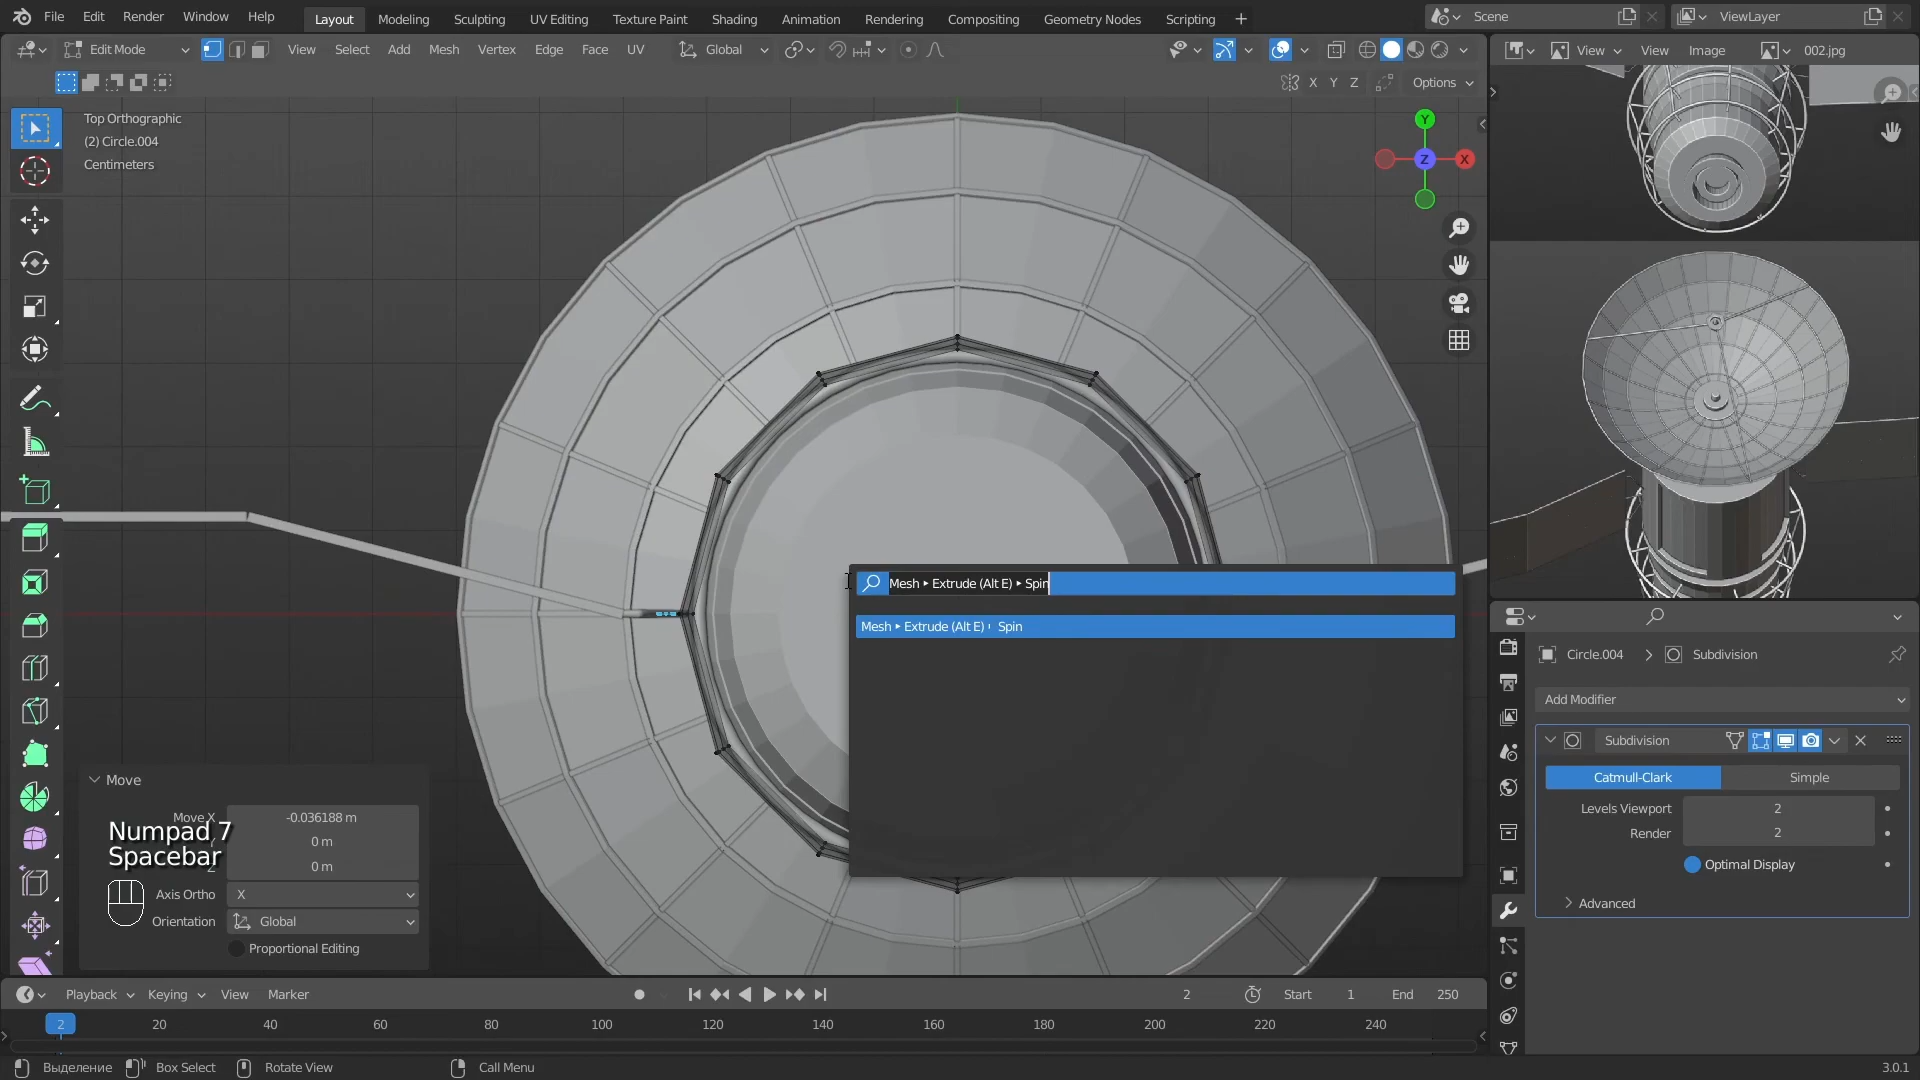 File Edit Render Window Help Layout Modeling Sculpting UV Editing Texture Paint Shading Animation Rendering Compositing Geometry Nodes Scripting + Scene ViewLayer
Edit Mode View Select Add Mesh Vertex Edge Face UV Global View View Image 002.jpg
X Y Z Options
Top Orthographic
(2) Circle.004
Centimeters
Y
Z
X
Mesh ▸ Extrude (Alt E) ▸ Spin
Mesh ▸ Extrude (Alt E) Spin
Circle.004 > Subdivision
Add Modifier
Subdivision
Catmull-Clark Simple
Levels Viewport 2
Render 2
Optimal Display
Advanced
Move
Move X -0.036188 m
0 m
Z 0 m
Axis Ortho X
Orientation Global
Proportional Editing
Numpad 7
Spacebar
Playback Keying View Marker 2 Start 1 End 250
2 20 40 60 80 100 120 140 160 180 200 220 240
Выделение Box Select Rotate View Call Menu 3.0.1